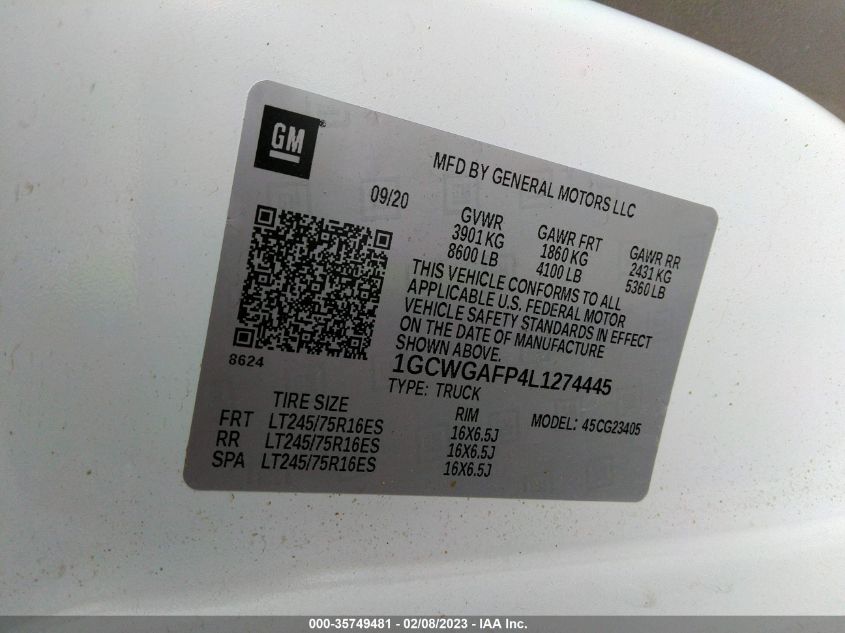 GM
MFD BY GENERAL MOTORS LLC
09/20
GVWR GAWR FRT GAWR RR
3901 KG 1860 KG 2431 KG
8600 LB 4100 LB 5360 LB
THIS VEHICLE CONFORMS TO ALL
APPLICABLE U.S. FEDERAL MOTOR
VEHICLE SAFETY STANDARDS IN EFFECT
ON THE DATE OF MANUFACTURE
SHOWN ABOVE.
8624
1GCWGAFP4L1274445
TYPE: TRUCK
TIRE SIZE RIM MODEL: 45CG23405
FRT LT245/75R16ES 16X6.5J
RR LT245/75R16ES 16X6.5J
SPA LT245/75R16ES 16X6.5J
000-35749481 - 02/08/2023 - IAA Inc.